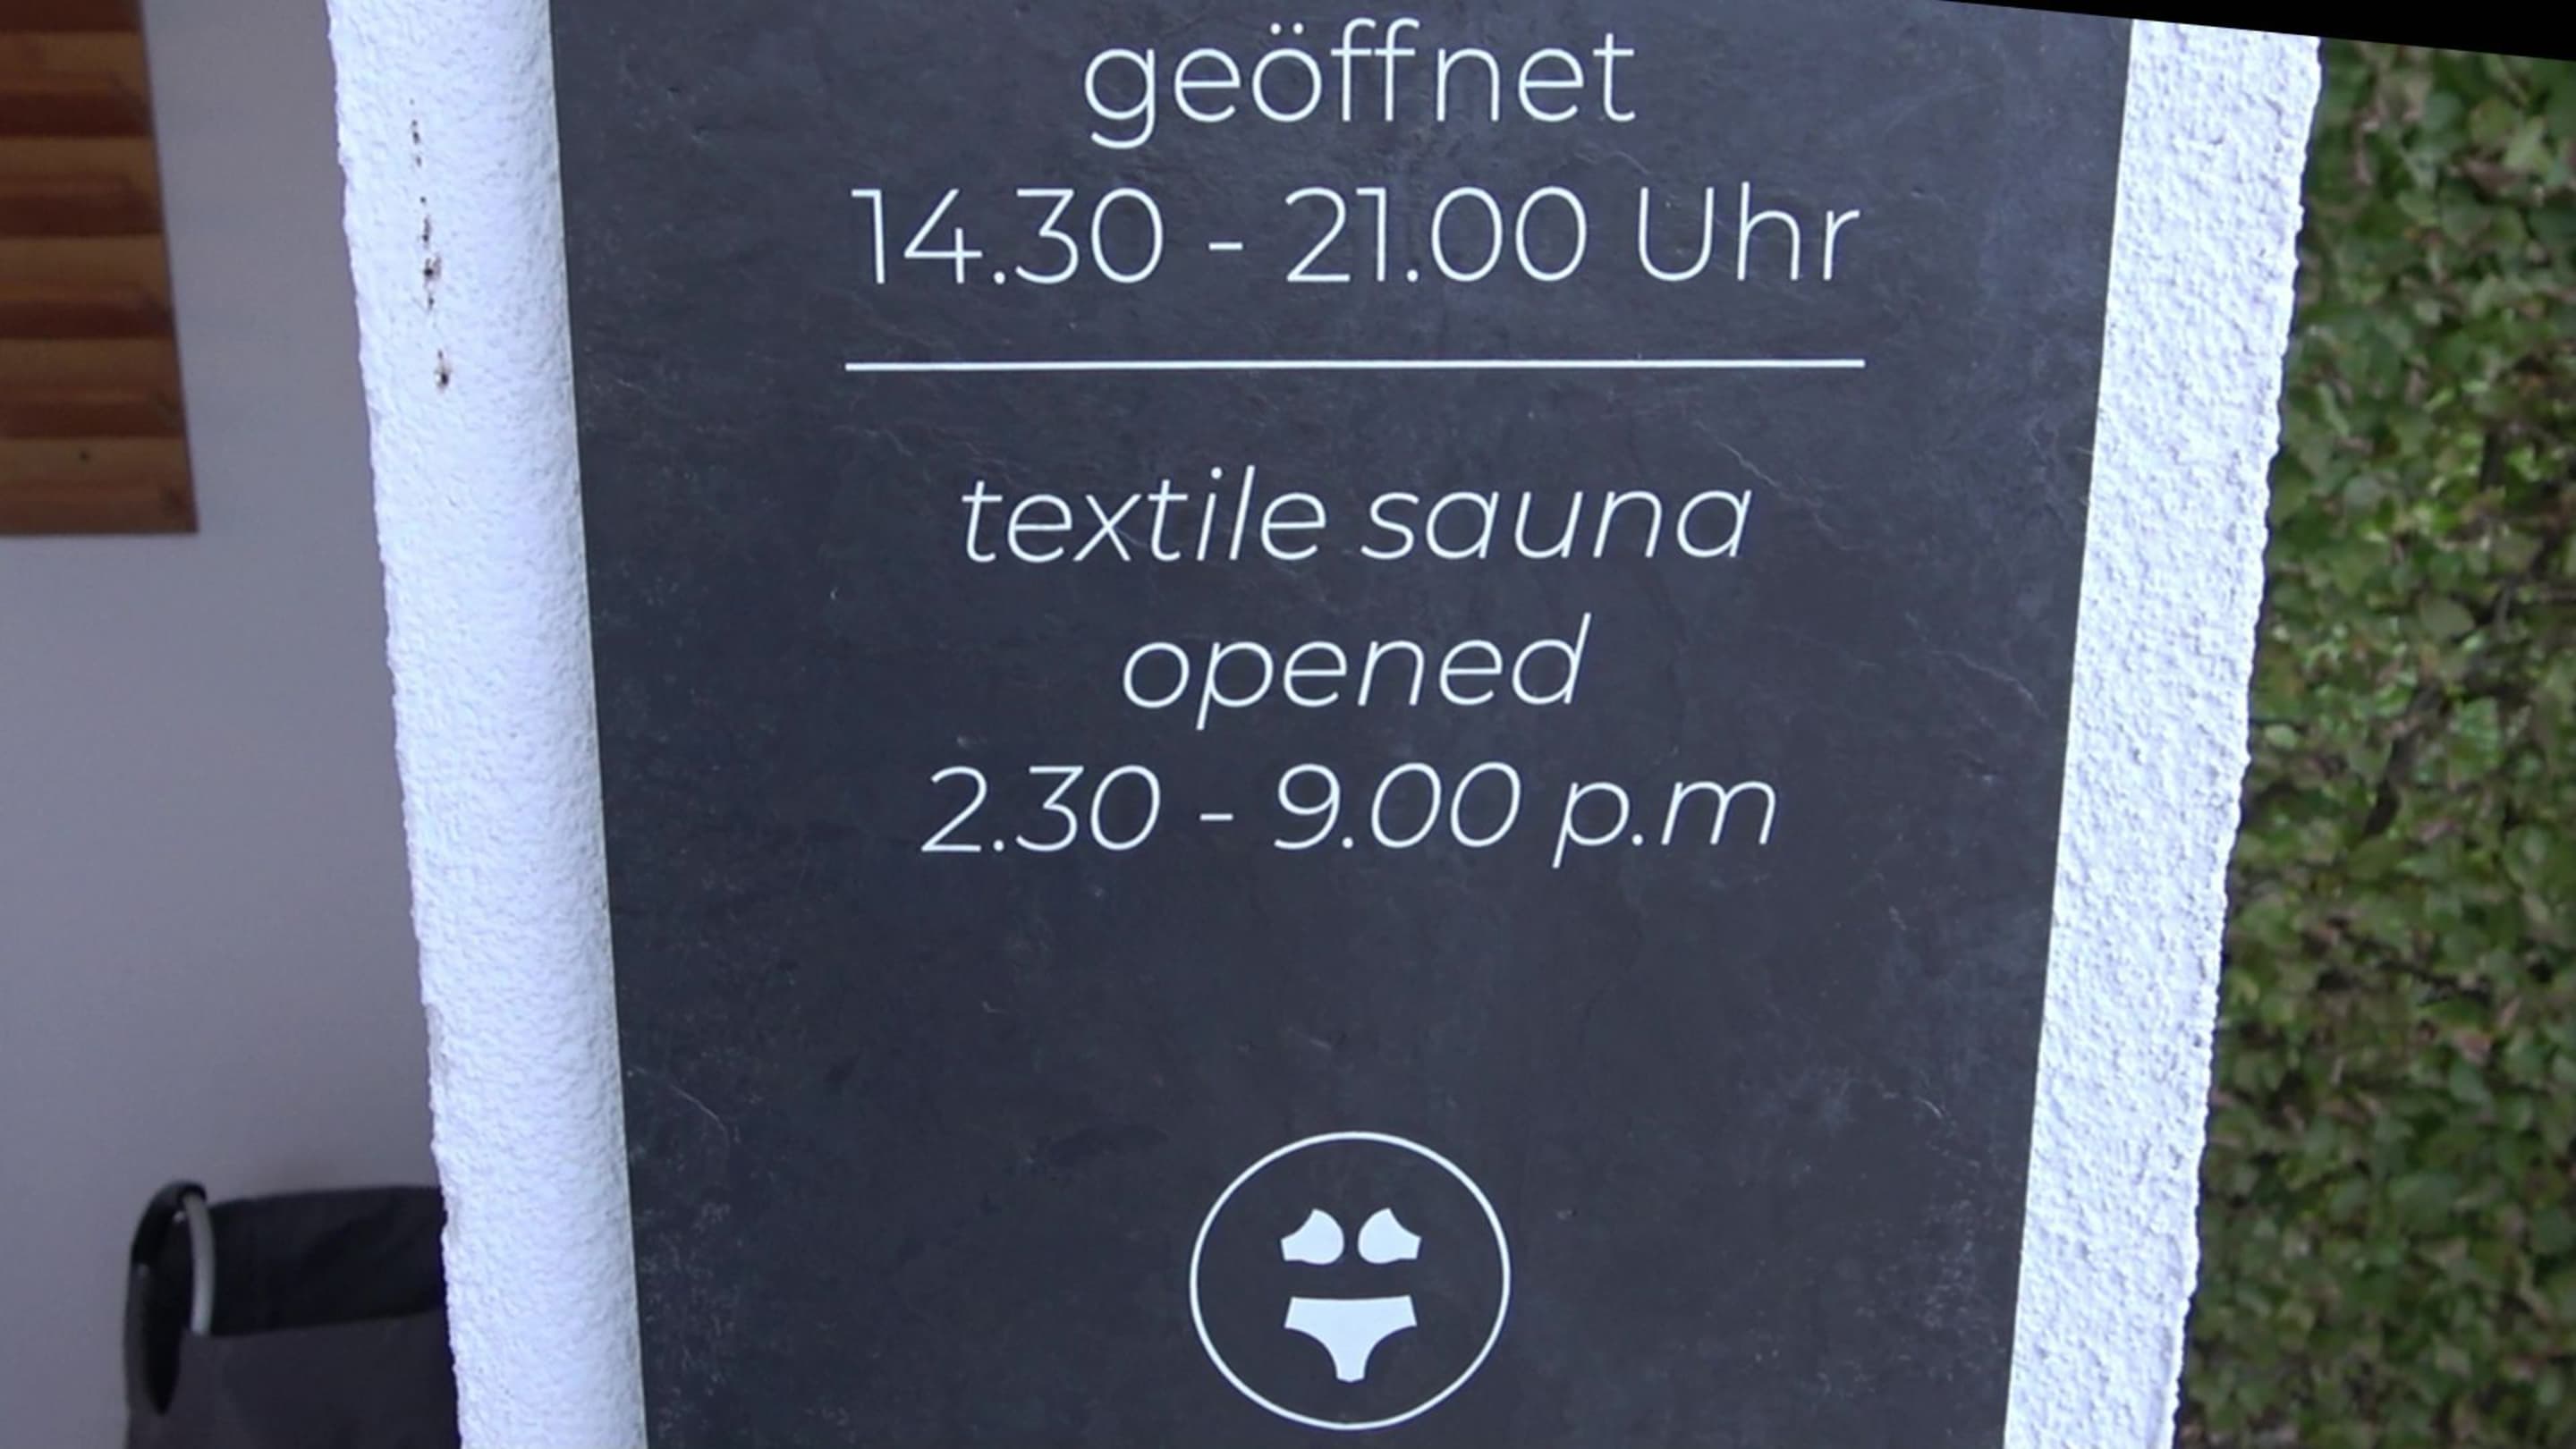 geöffnet
14.30 - 21.00 Uhr
textile sauna
opened
2.30 - 9.00 p.m